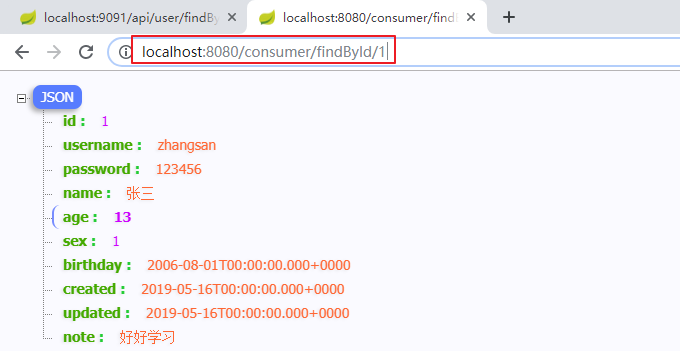 localhost:9091/api/user/findBy
localhost:8080/consumer/find
localhost:8080/consumer/findById/1
JSON
id : 1
username : zhangsan
password : 123456
name : 张三
age : 13
sex : 1
birthday : 2006-08-01T00:00:00.000+0000
created : 2019-05-16T00:00:00.000+0000
updated : 2019-05-16T00:00:00.000+0000
note : 好好学习